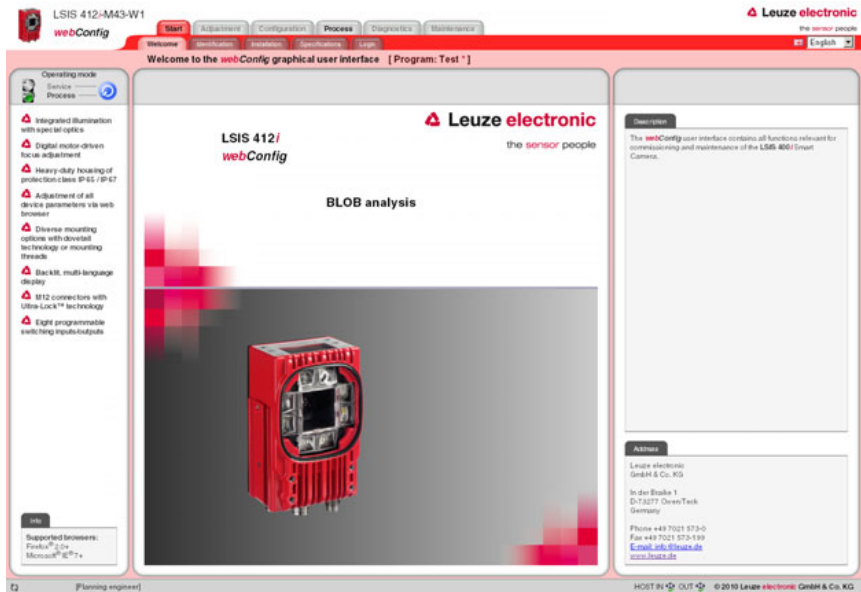 LSIS 412i-M43-W1
webConfig
Start Adjustment Configuration Process Diagnostics Maintenance
Leuze electronic
the sensor people
Welcome Identification Installation Specifications Login
English
Welcome to the webConfig graphical user interface [ Program: Test * ]
Operating mode
Service
Process
Integrated illumination
with special optics
Digital motor-driven
focus adjustment
Heavy-duty housing of
protection class IP 65 / IP 67
Adjustment of all
device parameters via web
browser
Diverse mounting
options with dovetail
technology or mounting
threads
Backlit, multi-language
display
M12 connectors with
Ultra-Lock™ technology
Eight programmable
switching inputs/outputs
Info
Supported browsers:
Firefox® 2.0+
Microsoft® IE® 7+
Leuze electronic
the sensor people
LSIS 412i
webConfig
BLOB analysis
Description
The webConfig user interface contains all functions relevant for
commissioning and maintenance of the LSIS 400i Smart
Camera.
Address
Leuze electronic
GmbH & Co. KG
In der Braike 1
D-73277 Owen/Teck
Germany
Phone +49 7021 573-0
Fax +49 7021 573-199
E-mail: info@leuze.de
www.leuze.de
[Planning engineer]
HOST IN OUT © 2010 Leuze electronic GmbH & Co. KG